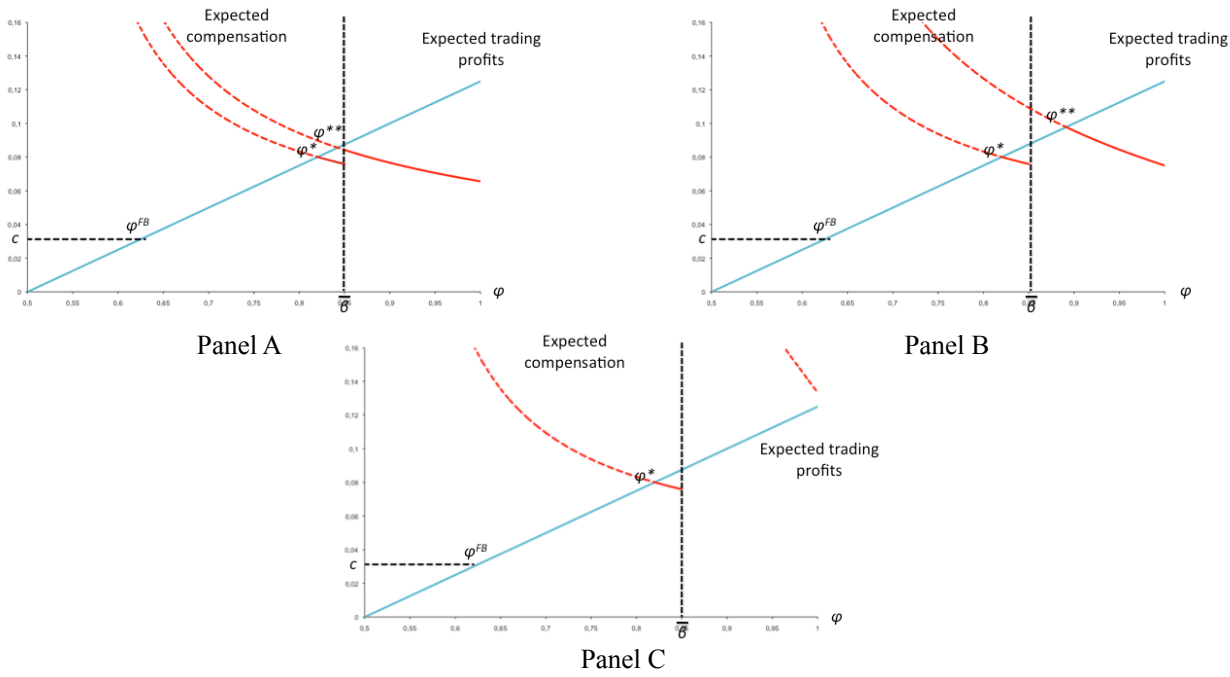 0,16
0,14
0,12
0,1
0,08
0,06
0,04
c
0,02
0
Expected
compensation
Expected trading
profits
φ**
φ*
φ^FB
0,5 0,55 0,6 0,65 0,7 0,75 0,8 0,9 0,95 1
φ
Panel A
0,16
0,14
0,12
0,1
0,08
0,06
0,04
c
0,02
0
Expected
compensation
Expected trading
profits
φ**
φ*
φ^FB
0,5 0,55 0,6 0,65 0,7 0,75 0,8 0,9 0,95 1
φ
Panel B
0,16
0,14
0,12
0,1
0,08
0,06
0,04
c
0,02
0
Expected
compensation
Expected trading
profits
φ*
φ^FB
0,5 0,55 0,6 0,65 0,7 0,75 0,8 0,9 0,95 1
φ
Panel C